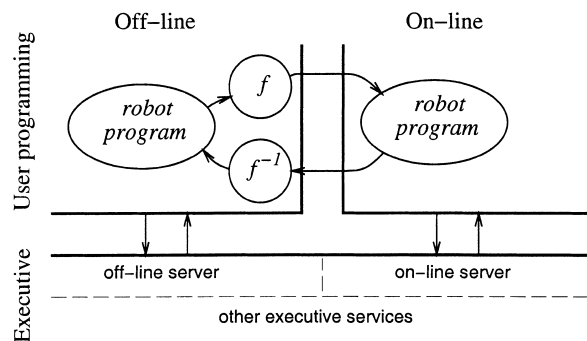 Off–line
On–line
User programming
f
robot
program
robot
program
f⁻¹
Executive
off–line server
on–line server
other executive services